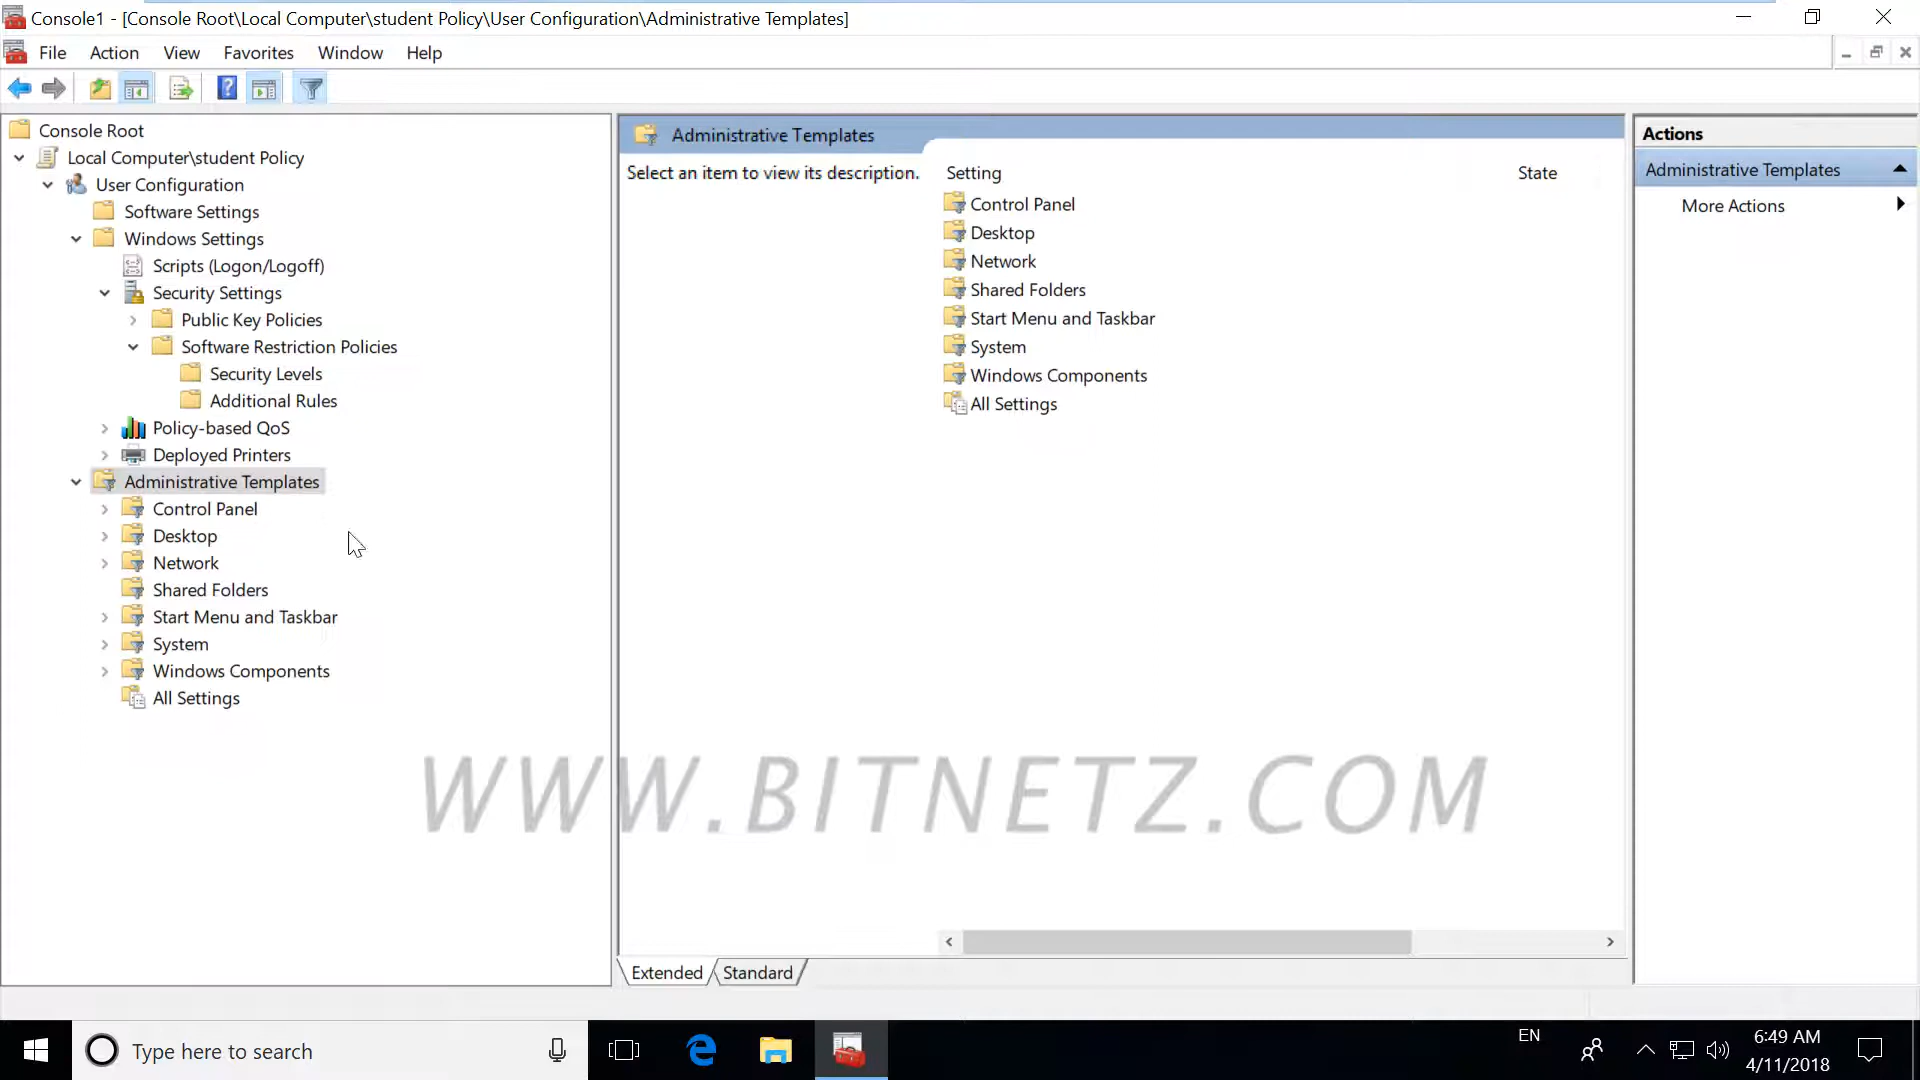 Console1 - [Console Root\Local Computer\student Policy\User Configuration\Administrative Templates]
File Action View Favorites Window Help
Console Root
Local Computer\student Policy
User Configuration
Software Settings
Windows Settings
Scripts (Logon/Logoff)
Security Settings
Public Key Policies
Software Restriction Policies
Security Levels
Additional Rules
Policy-based QoS
Deployed Printers
Administrative Templates
Control Panel
Desktop
Network
Shared Folders
Start Menu and Taskbar
System
Windows Components
All Settings
Administrative Templates
Select an item to view its description.
Setting State
Control Panel
Desktop
Network
Shared Folders
Start Menu and Taskbar
System
Windows Components
All Settings
Extended Standard
Actions
Administrative Templates
More Actions
WWW.BITNETZ.COM
Type here to search
EN
6:49 AM
4/11/2018